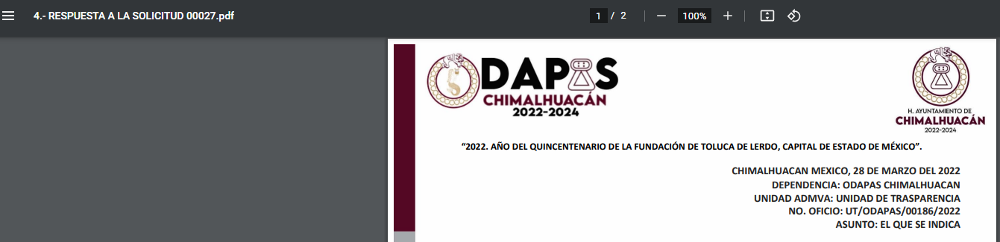 4.- RESPUESTA A LA SOLICITUD 00027.pdf
1 / 2
100%
ODAPAS
CHIMALHUACÁN
2022-2024
H. AYUNTAMIENTO DE
CHIMALHUACÁN
2022-2024
“2022. AÑO DEL QUINCENTENARIO DE LA FUNDACIÓN DE TOLUCA DE LERDO, CAPITAL DE ESTADO DE MÉXICO”.
CHIMALHUACAN MEXICO, 28 DE MARZO DEL 2022
DEPENDENCIA: ODAPAS CHIMALHUACAN
UNIDAD ADMVA: UNIDAD DE TRASPARENCIA
NO. OFICIO: UT/ODAPAS/00186/2022
ASUNTO: EL QUE SE INDICA